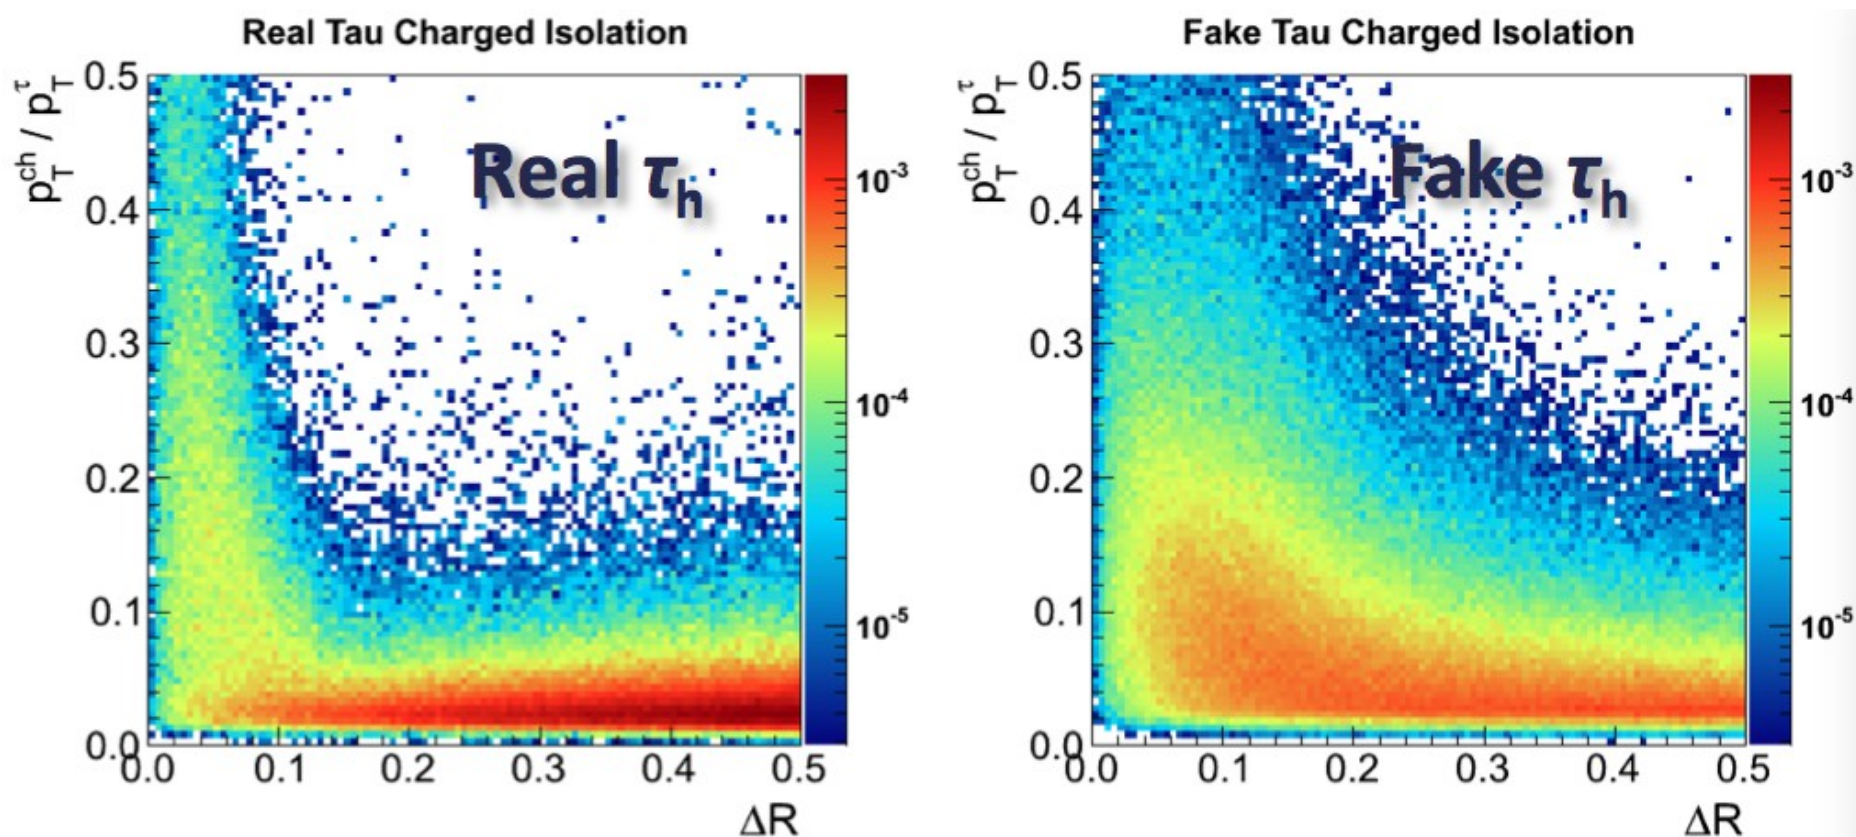 Real Tau Charged Isolation
p_T^ch / p_T^τ
0.5
0.4
0.3
0.2
0.1
0.0
Real τ_h
0.0 0.1 0.2 0.3 0.4 0.5
ΔR
10^-3
10^-4
10^-5
Fake Tau Charged Isolation
p_T^ch / p_T^τ
0.5
0.4
0.3
0.2
0.1
0.0
Fake τ_h
0.0 0.1 0.2 0.3 0.4 0.5
ΔR
10^-3
10^-4
10^-5